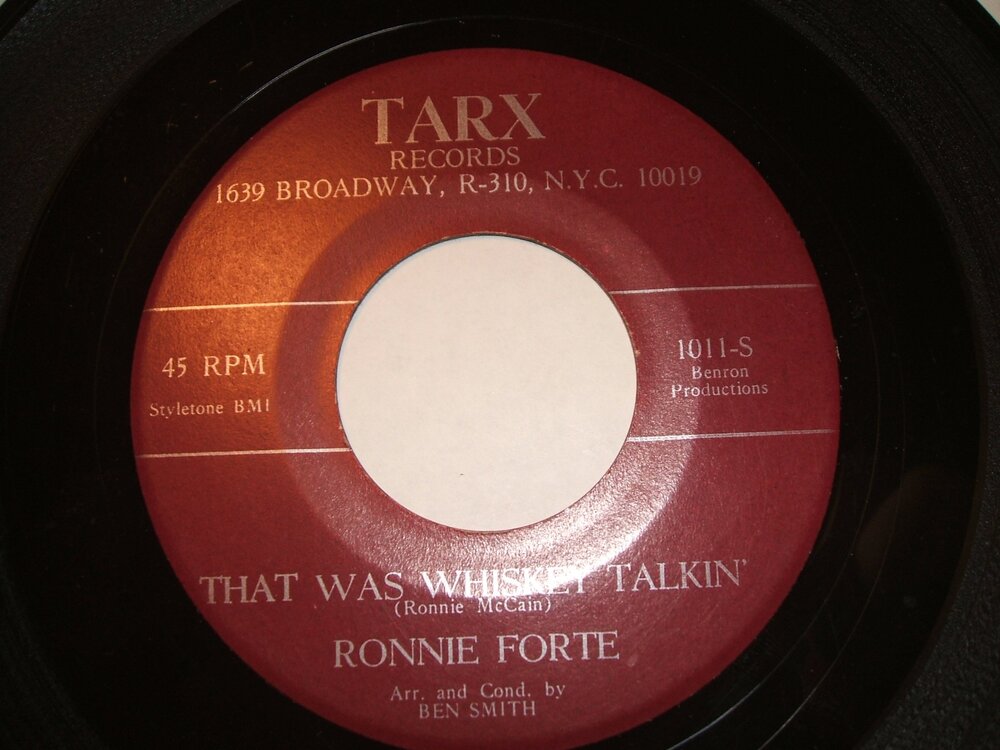 TARX
RECORDS
1639 BROADWAY, R-310, N.Y.C. 10019
45 RPM
Styletone BMI
1011-S
Benron
Productions
THAT WAS WHISKEY TALKIN'
(Ronnie McCain)
RONNIE FORTE
Arr. and Cond. by
BEN SMITH